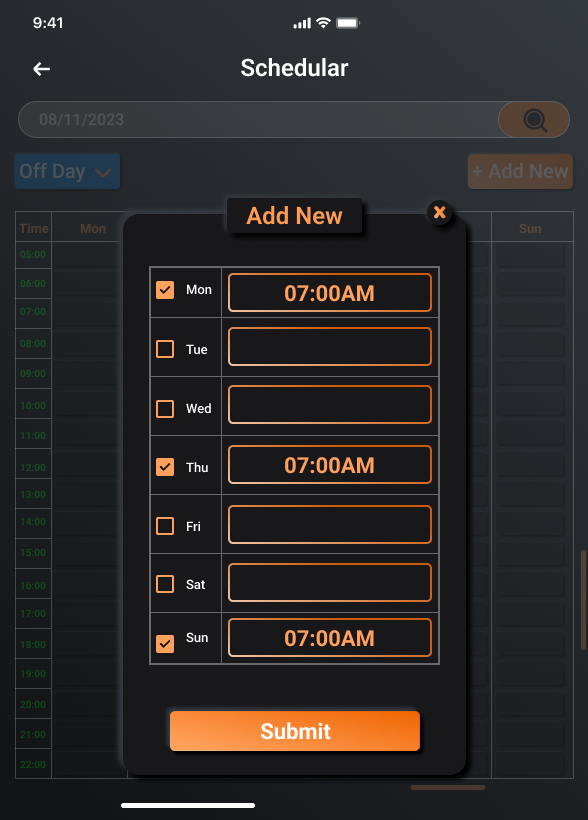 9:41
Schedular
08/11/2023
Off Day
+ Add New
Add New
Time Mon Sun
05:00
06:00
07:00
08:00
09:00
10:00
11:00
12:00
13:00
14:00
15:00
16:00
17:00
18:00
19:00
20:00
21:00
22:00
Mon 07:00AM
Tue
Wed
Thu 07:00AM
Fri
Sat
Sun 07:00AM
Submit